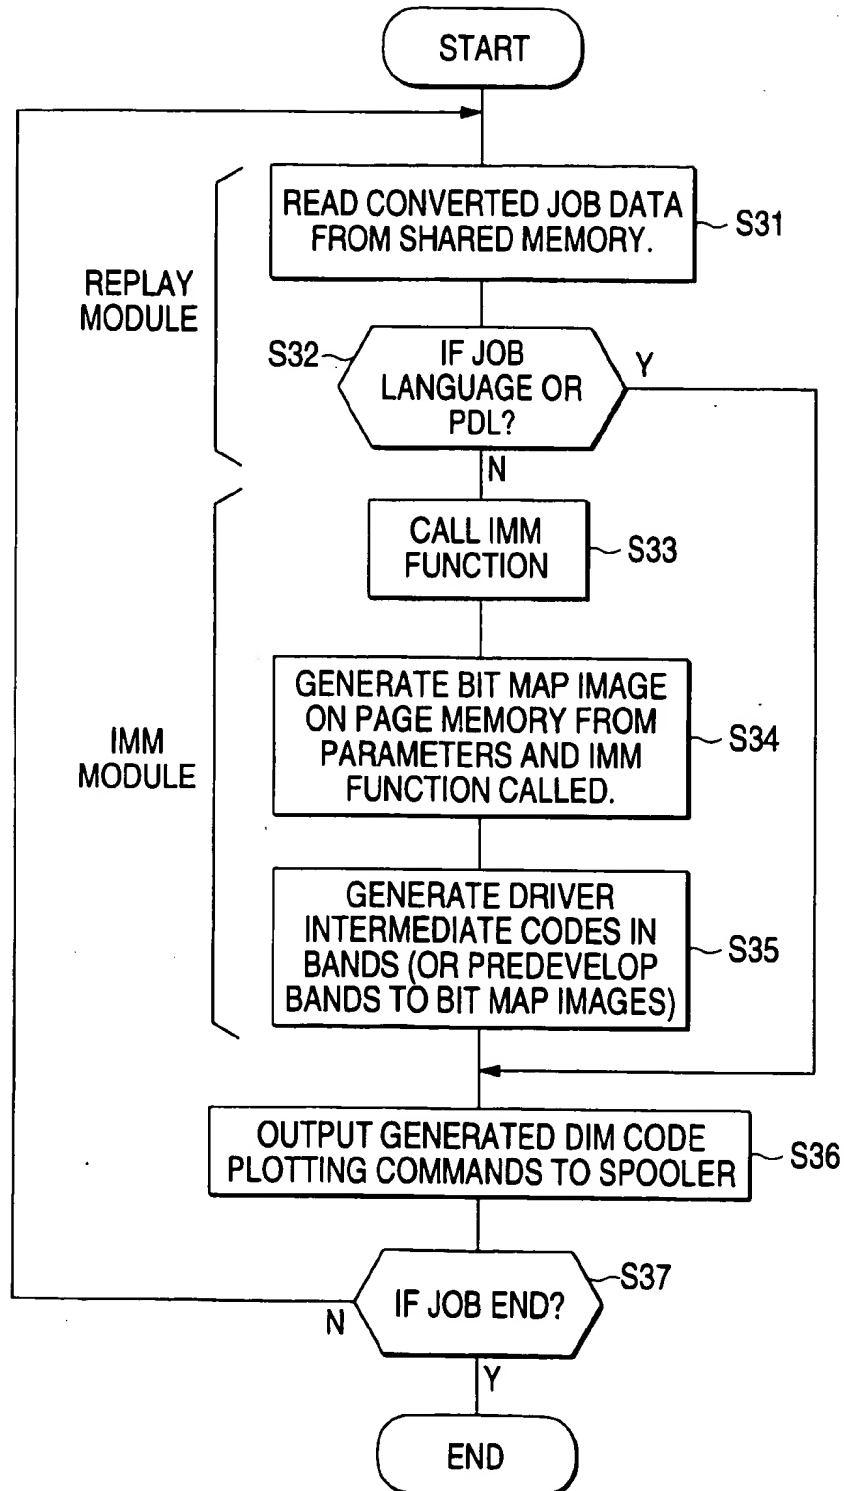 START
READ CONVERTED JOB DATA
FROM SHARED MEMORY.
S31
REPLAY
MODULE
S32
IF JOB
LANGUAGE OR
PDL?
Y
N
CALL IMM
FUNCTION
S33
GENERATE BIT MAP IMAGE
ON PAGE MEMORY FROM
PARAMETERS AND IMM
FUNCTION CALLED.
S34
IMM
MODULE
GENERATE DRIVER
INTERMEDIATE CODES IN
BANDS (OR PREDEVELOP
BANDS TO BIT MAP IMAGES)
S35
OUTPUT GENERATED DIM CODE
PLOTTING COMMANDS TO SPOOLER
S36
IF JOB END?
S37
N
Y
END